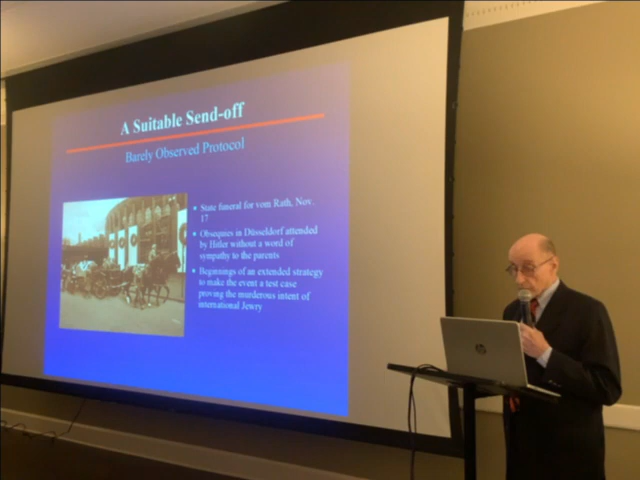 A Suitable Send-off
Barely Observed Protocol
• State funeral for vom Rath, Nov.
17
• Obsequies in Düsseldorf attended
by Hitler without a word of
sympathy to the parents
• Beginnings of an extended strategy
to make the event a test case
proving the murderous intent of
international Jewry
hp